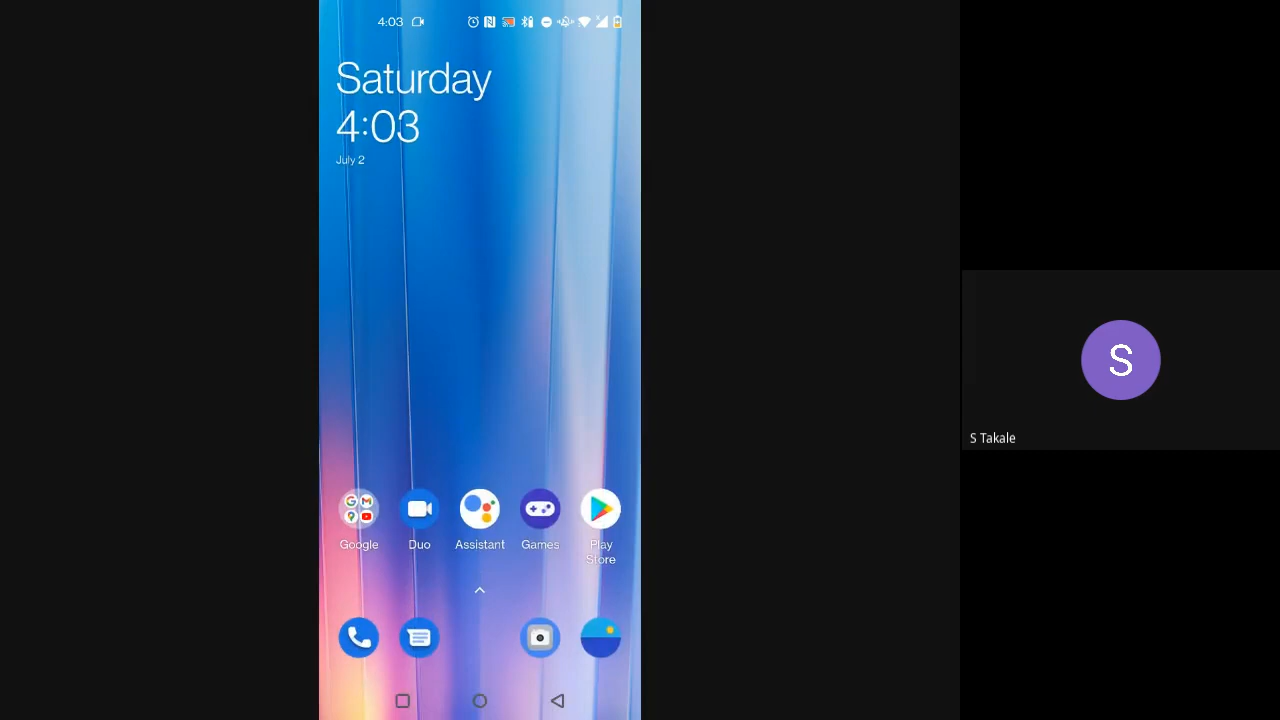 4:03
Saturday
4:03
July 2
Google
Duo
Assistant
Games
Play
Store
S
S Takale